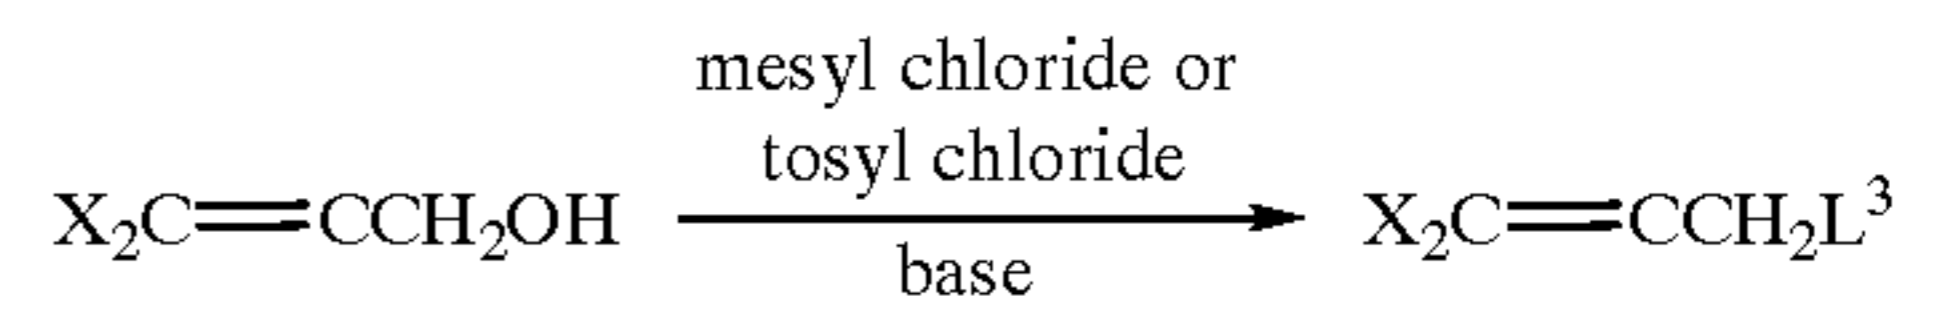 mesyl chloride or
tosyl chloride
X₂C=CCH₂OH
X₂C=CCH₂L³
base